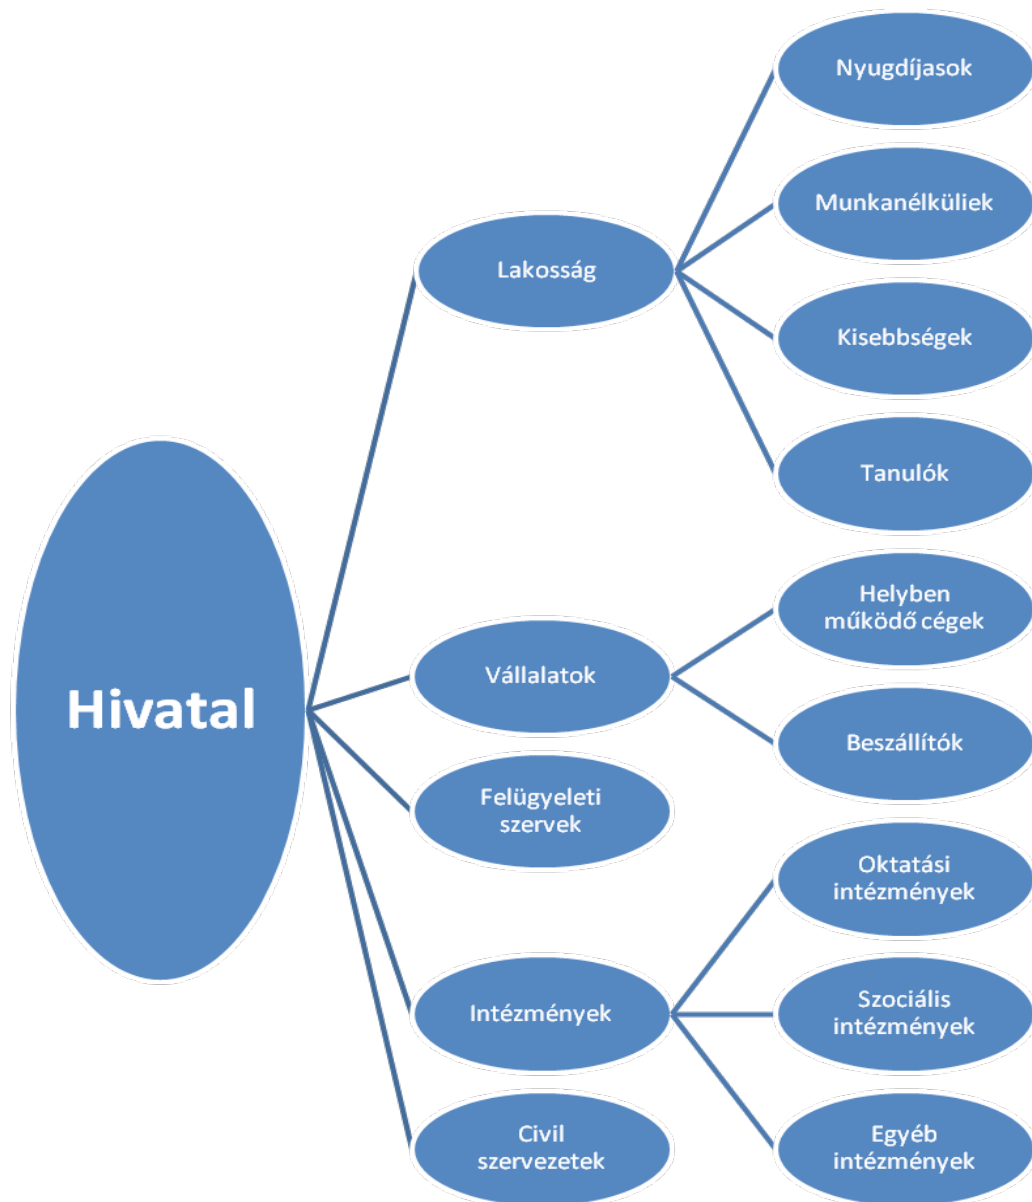 Hivatal
Lakosság
Nyugdíjasok
Munkanélküliek
Kisebbségek
Tanulók
Vállalatok
Helyben
működő cégek
Beszállítók
Felügyeleti
szervek
Intézmények
Oktatási
intézmények
Szociális
intézmények
Egyéb
intézmények
Civil
szervezetek